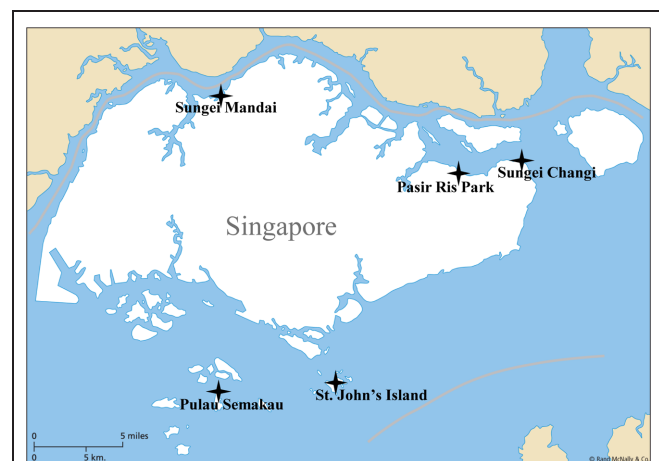 Sungei Mandai
Sungei Changi
Pasir Ris Park
Singapore
St. John's Island
Pulau Semakau
0 5 miles
0 5 km.
© Rand McNally & Co.